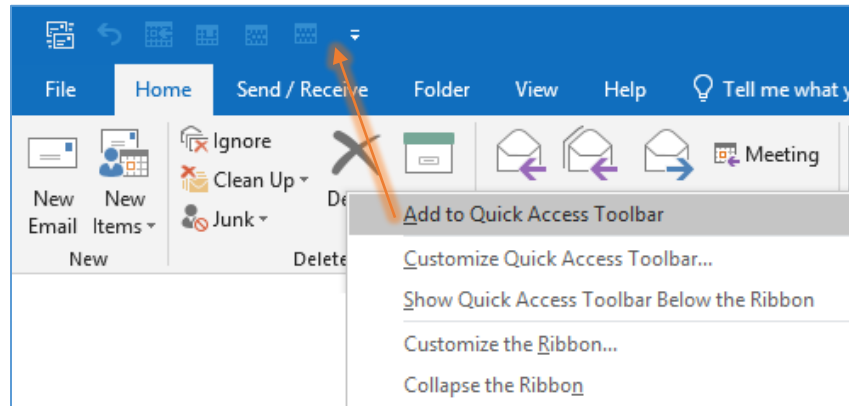 File Home Send / Receive Folder View Help Tell me what
Ignore
Clean Up
Junk
New Email
New Items
Meeting
New
Delete
Add to Quick Access Toolbar
Customize Quick Access Toolbar...
Show Quick Access Toolbar Below the Ribbon
Customize the Ribbon...
Collapse the Ribbon